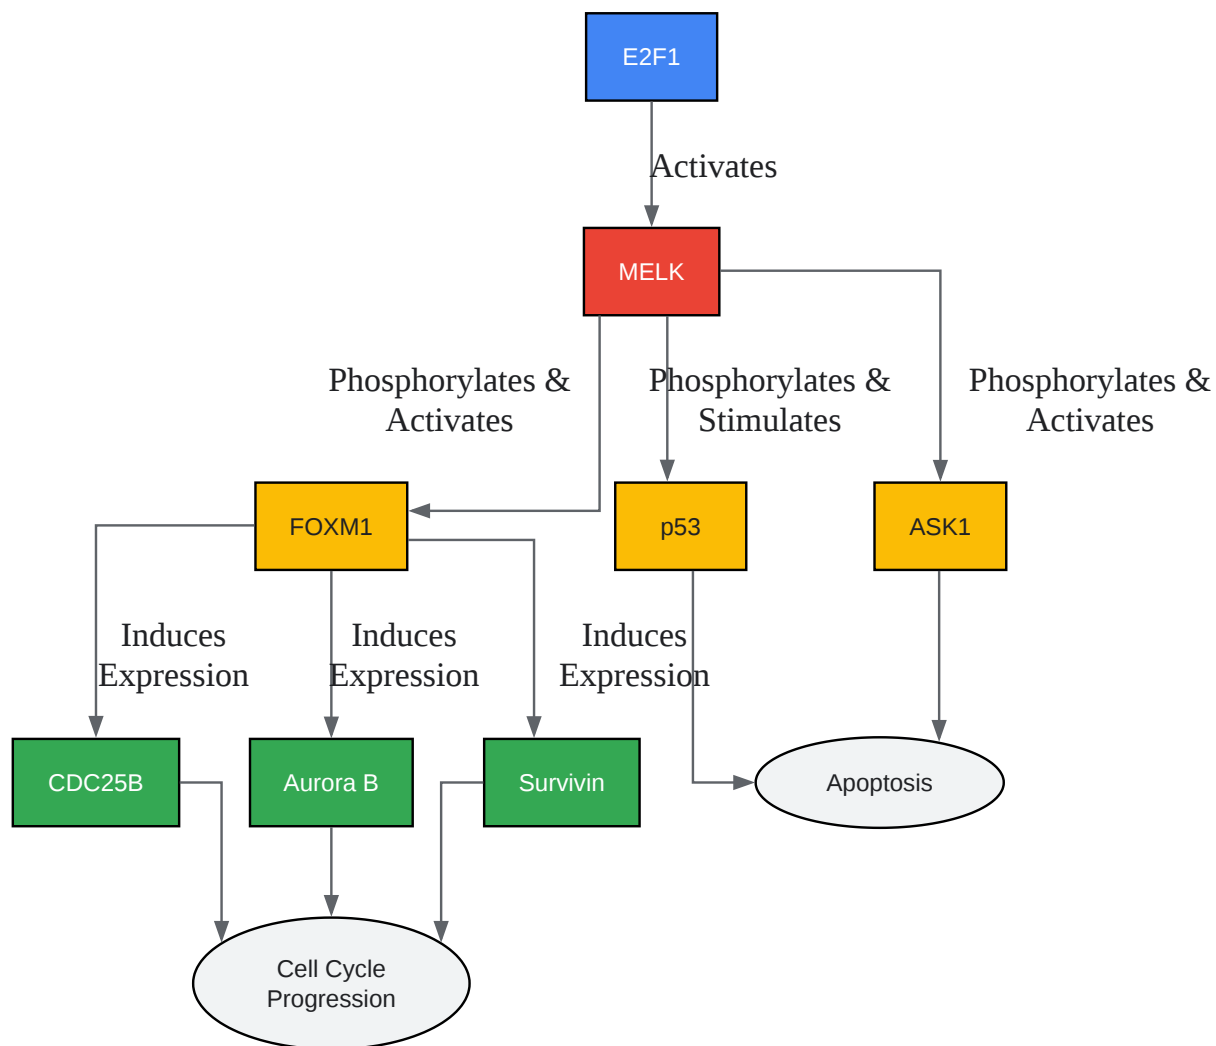 E2F1
Activates
MELK
Phosphorylates &
Activates
Phosphorylates &
Stimulates
Phosphorylates &
Activates
FOXM1
p53
ASK1
Induces
Expression
Induces
Expression
Induces
Expression
CDC25B
Aurora B
Survivin
Apoptosis
Cell Cycle
Progression